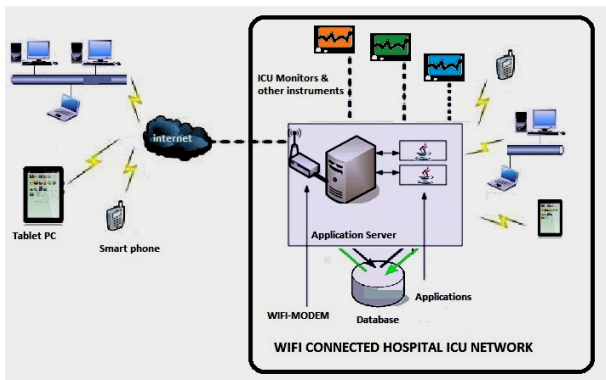 ICU Monitors &
other instruments
internet
Tablet PC
Smart phone
Application Server
WIFI-MODEM
Applications
Database
WIFI CONNECTED HOSPITAL ICU NETWORK